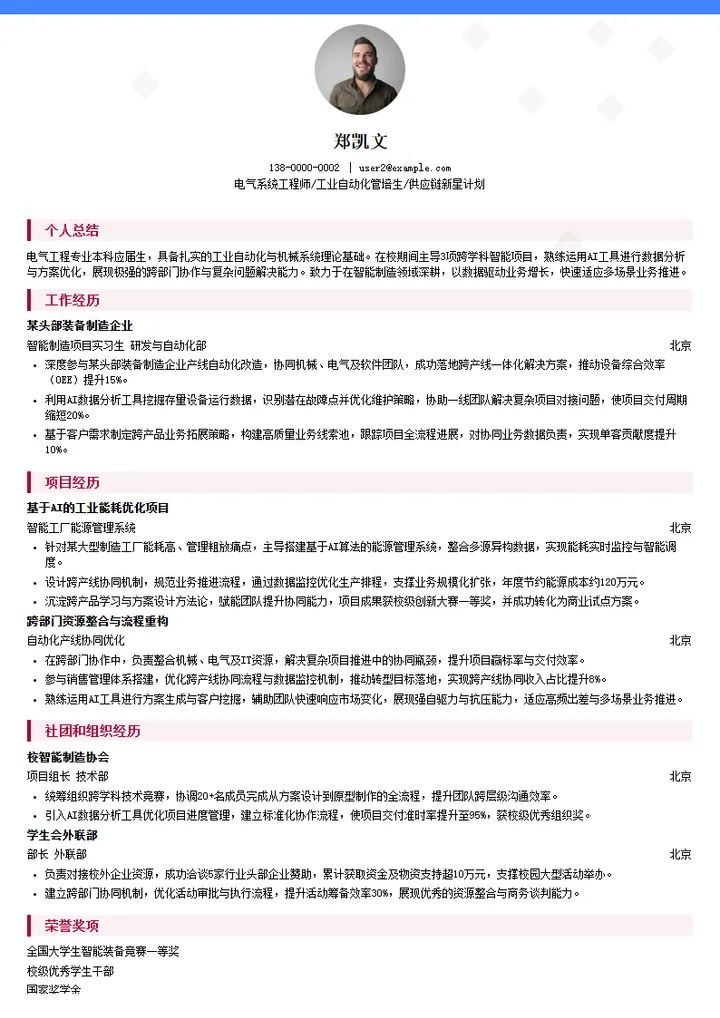 郑凯文
138-0000-0002 | user2@example.com
电气系统工程师/工业自动化管培生/供应链新星计划
个人总结
电气工程专业本科应届生，具备扎实的工业自动化与机械系统理论基础。在校期间主导3项跨学科智能项目，熟练运用AI工具进行数据分析
与方案优化，展现极强的跨部门协作与复杂问题解决能力。致力于在智能制造领域深耕，以数据驱动业务增长，快速适应多场景业务推进。
工作经历
某头部装备制造企业
智能制造项目实习生 研发与自动化部 北京
• 深度参与某头部装备制造企业产线自动化改造，协同机械、电气及软件团队，成功落地跨产线一体化解决方案，推动设备综合效率
（OEE）提升15%。
• 利用AI数据分析工具挖掘存量设备运行数据，识别潜在故障点并优化维护策略，协助一线团队解决复杂项目对接问题，使项目交付周期
缩短20%。
• 基于客户需求制定跨产品业务拓展策略，构建高质量业务线索池，跟踪项目全流程进展，对协同业务数据负责，实现单客贡献度提升
10%。
项目经历
基于AI的工业能耗优化项目
智能工厂能源管理系统 北京
• 针对某大型制造工厂能耗高、管理粗放痛点，主导搭建基于AI算法的能源管理系统，整合多源异构数据，实现能耗实时监控与智能调
度。
• 设计跨产线协同机制，规范业务推进流程，通过数据监控优化生产排程，支撑业务规模化扩张，年度节约能源成本约120万元。
• 沉淀跨产品学习与方案设计方法论，赋能团队提升协同能力，项目成果获校级创新大赛一等奖，并成功转化为商业试点方案。
跨部门资源整合与流程重构
自动化产线协同优化 北京
• 在跨部门协作中，负责整合机械、电气及IT资源，解决复杂项目推进中的协同瓶颈，提升项目赢标率与交付效率。
• 参与销售管理体系搭建，优化跨产线协同流程与数据监控机制，推动转型目标落地，实现跨产线协同收入占比提升8%。
• 熟练运用AI工具进行方案生成与客户挖掘，辅助团队快速响应市场变化，展现强自驱力与抗压能力，适应高频出差与多场景业务推进。
社团和组织经历
校智能制造协会
项目组长 技术部 北京
• 统筹组织跨学科技术竞赛，协调20+名成员完成从方案设计到原型制作的全流程，提升团队跨层级沟通效率。
• 引入AI数据分析工具优化项目进度管理，建立标准化协作流程，使项目交付准时率提升至95%，获校级优秀组织奖。
学生会外联部
部长 外联部 北京
• 负责对接校外企业资源，成功洽谈5家行业头部企业赞助，累计获取资金及物资支持超10万元，支撑校园大型活动举办。
• 建立跨部门协同机制，优化活动审批与执行流程，提升活动筹备效率30%，展现优秀的资源整合与商务谈判能力。
荣誉奖项
全国大学生智能装备竞赛一等奖
校级优秀学生干部
国家奖学金